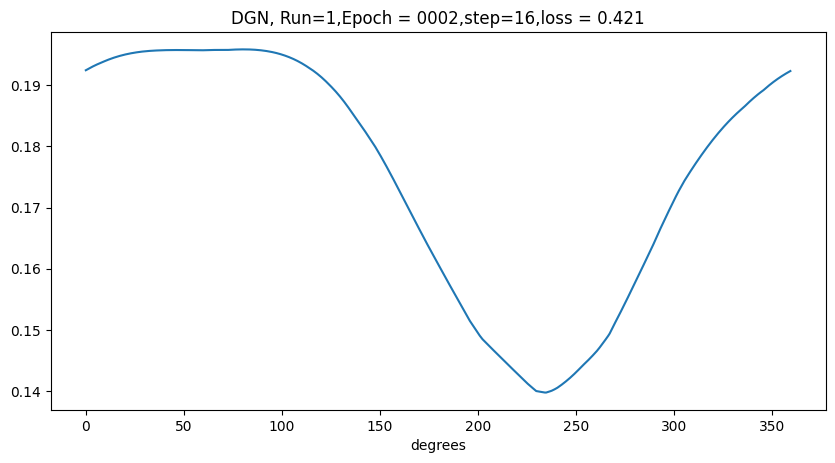 DGN, Run=1,Epoch = 0002,step=16,loss = 0.421
0.19
0.18
0.17
0.16
0.15
0.14
0 50 100 150 200 250 300 350
degrees